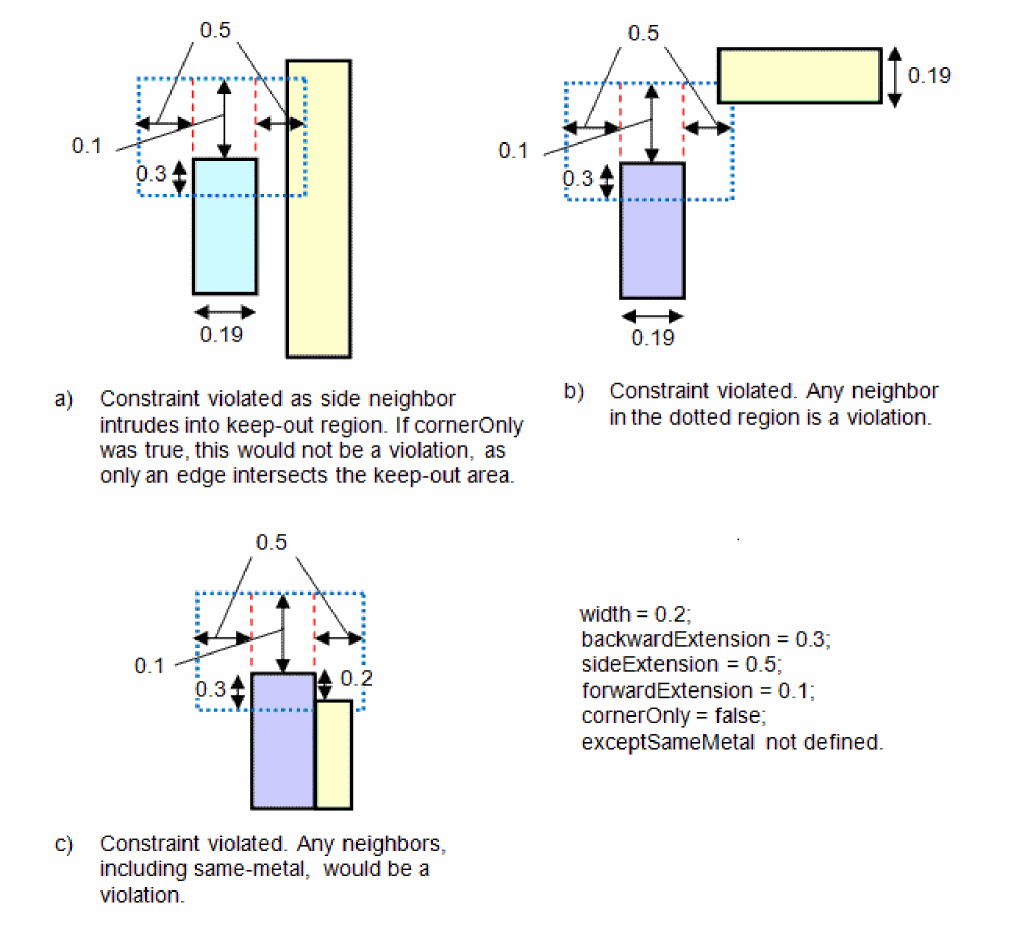 0.5
0.1
0.3
0.19
a) Constraint violated as side neighbor
intrudes into keep-out region. If cornerOnly
was true, this would not be a violation, as
only an edge intersects the keep-out area.
0.5
0.19
0.1
0.3
0.19
b) Constraint violated. Any neighbor
in the dotted region is a violation.
0.5
0.1
0.3
0.2
c) Constraint violated. Any neighbors,
including same-metal, would be a
violation.
width = 0.2;
backwardExtension = 0.3;
sideExtension = 0.5;
forwardExtension = 0.1;
cornerOnly = false;
exceptSameMetal not defined.